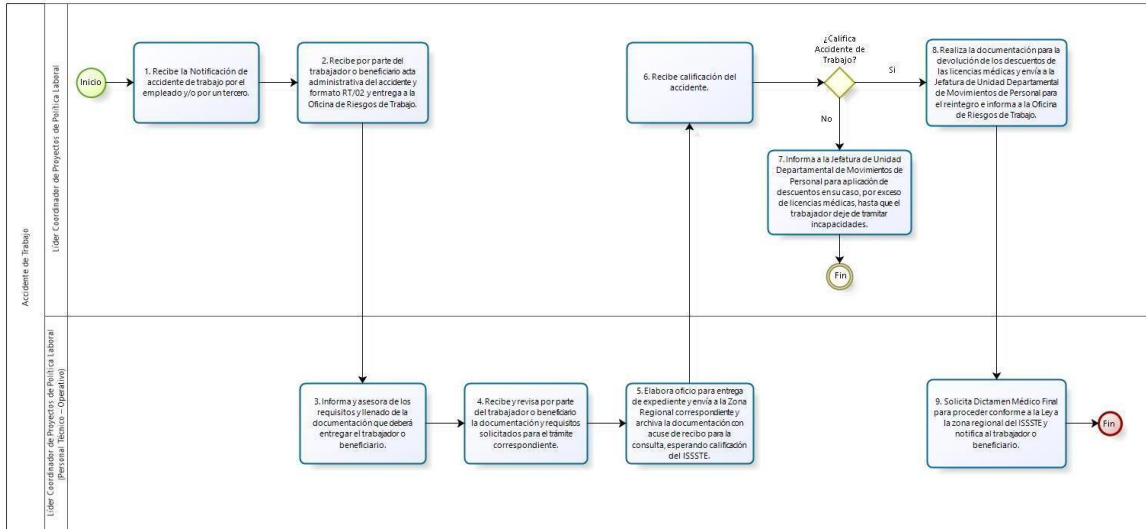 Accidente de Trabajo
Líder Coordinador de Proyectos de Política Laboral
Inicio
1. Recibe la Notificación de
accidente de trabajo por el
empleado y/o por un tercero.
2. Recibe por parte del
trabajador o beneficiario acta
administrativa del accidente y
formato RT/02 y entrega a la
Oficina de Riesgos de Trabajo.
6. Recibe calificación del
accidente.
¿Califica
Accidente de
Trabajo?
Si
No
8. Realiza la documentación para la
devolución de los descuentos de
las licencias médicas y envía a la
Jefatura de Unidad Departamental
de Movimientos de Personal para
el reintegro e informa a la Oficina
de Riesgos de Trabajo.
7. Informa a la Jefatura de Unidad
Departamental de Movimientos de
Personal para aplicación de
descuentos en su caso, por exceso
de licencias médicas, hasta que el
trabajador deje de tramitar
incapacidades.
Fin
Líder Coordinador de Proyectos de Política Laboral
(Personal Técnico – Operativo)
3. Informa y asesora de los
requisitos y llenado de la
documentación que deberá
entregar el trabajador o
beneficiario.
4. Recibe y revisa por parte
del trabajador o beneficiario
la documentación y requisitos
solicitados para el trámite
correspondiente.
5. Elabora oficio para entrega
de expediente y envía a la Zona
Regional correspondiente y
archiva la documentación con
acuse de recibo para la
consulta, esperando calificación
del ISSSTE.
9. Solicita Dictamen Médico Final
para proceder conforme a la Ley a
la zona regional del ISSSTE y
notifica al trabajador o
beneficiario.
Fin